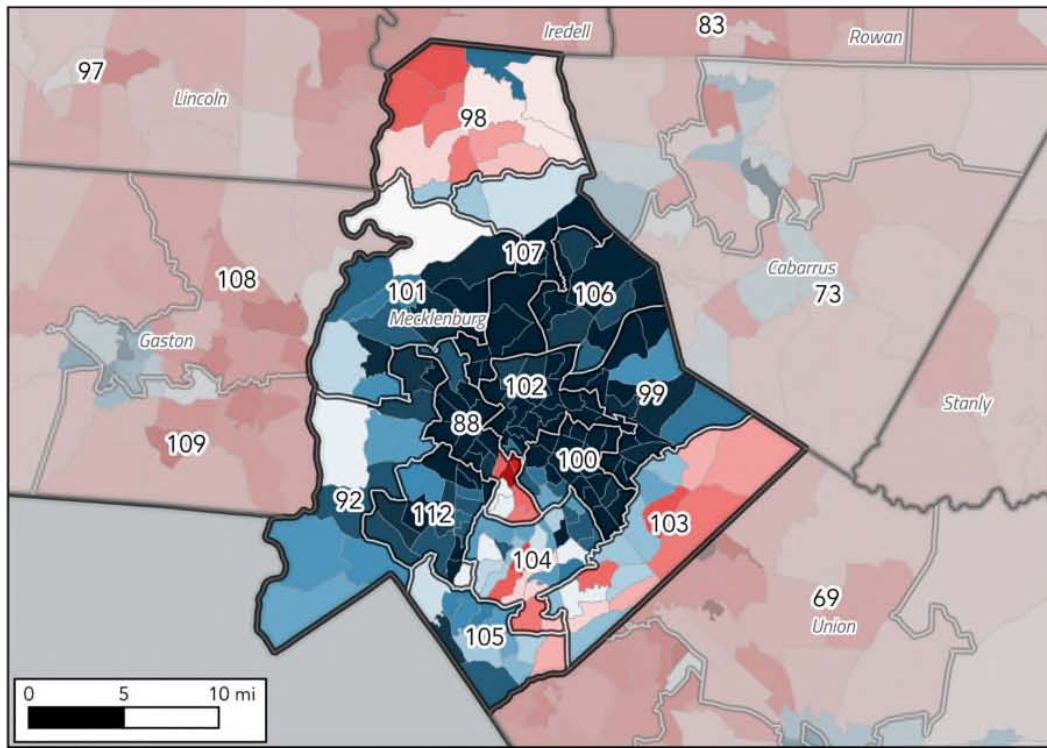 Iredell
83
Rowan
97
Lincoln
98
107
108
101
106
Cabarrus
73
Mecklenburg
Gaston
102
99
88
Stanly
109
100
92
112
103
104
69
Union
105
0 5 10 mi